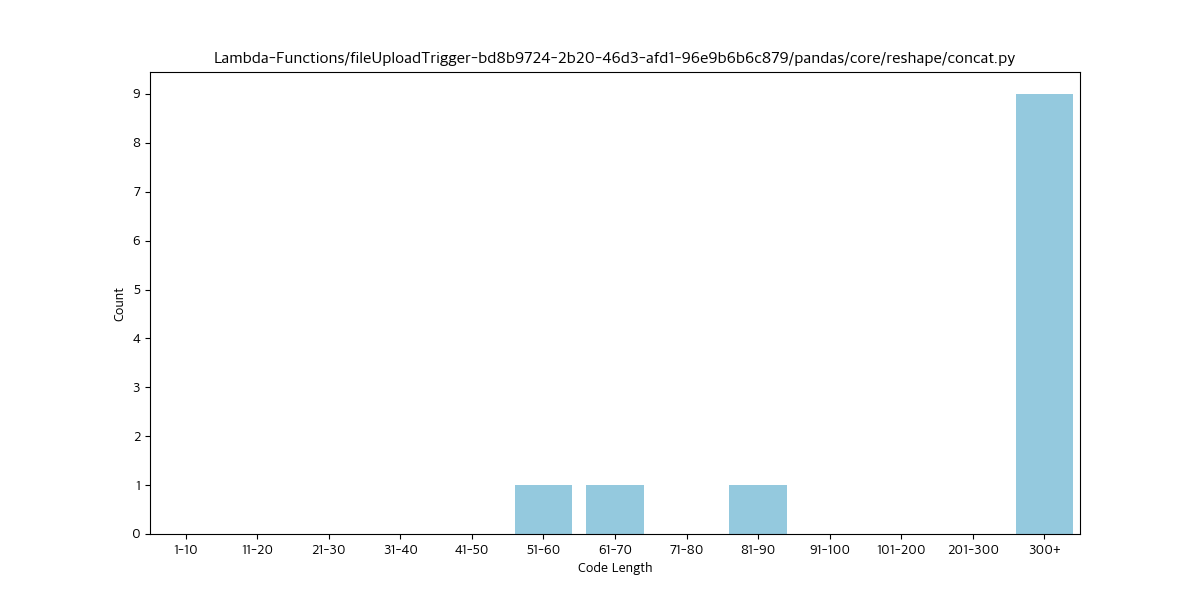 Lambda-Functions/fileUploadTrigger-bd8b9724-2b20-46d3-afd1-96e9b6b6c879/pandas/core/reshape/concat.py
9
8
7
6
5
4
3
2
1
0
Count
1-10 11-20 21-30 31-40 41-50 51-60 61-70 71-80 81-90 91-100 101-200 201-300 300+
Code Length